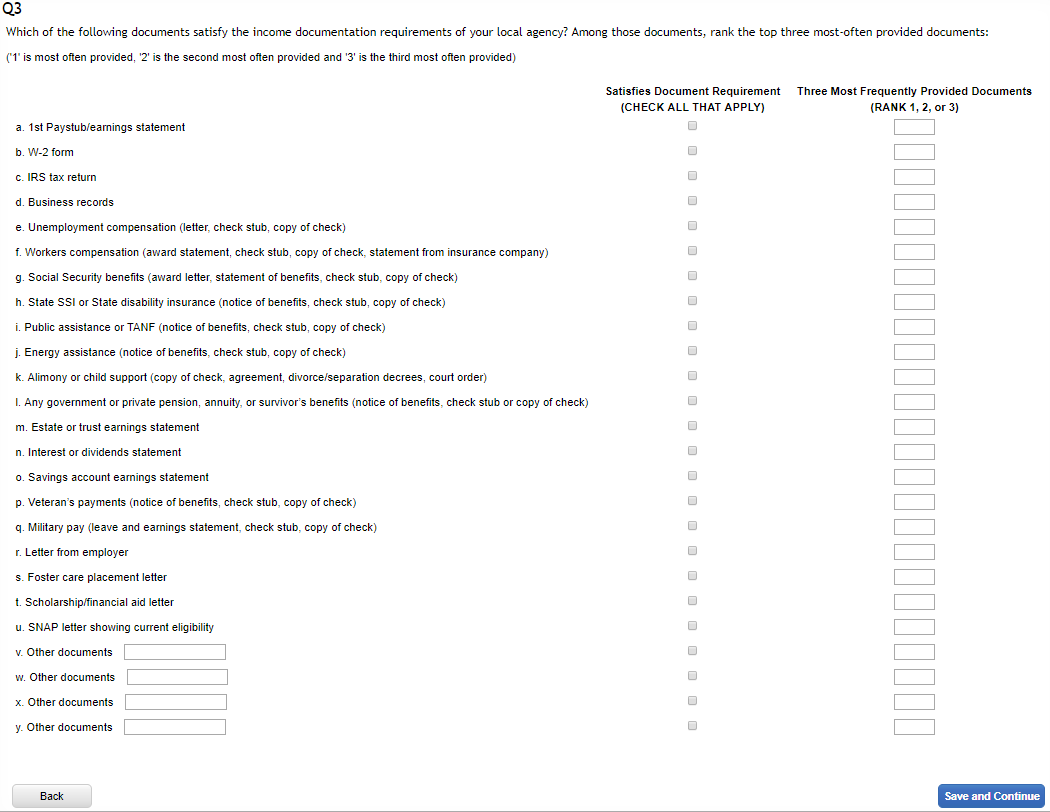 Q3
Which of the following documents satisfy the income documentation requirements of your local agency? Among those documents, rank the top three most-often provided documents:
('1' is most often provided, '2' is the second most often provided and '3' is the third most often provided)
Satisfies Document Requirement Three Most Frequently Provided Documents
(CHECK ALL THAT APPLY) (RANK 1, 2, or 3)
a. 1st Paystub/earnings statement
b. W-2 form
c. IRS tax return
d. Business records
e. Unemployment compensation (letter, check stub, copy of check)
f. Workers compensation (award statement, check stub, copy of check, statement from insurance company)
g. Social Security benefits (award letter, statement of benefits, check stub, copy of check)
h. State SSI or State disability insurance (notice of benefits, check stub, copy of check)
i. Public assistance or TANF (notice of benefits, check stub, copy of check)
j. Energy assistance (notice of benefits, check stub, copy of check)
k. Alimony or child support (copy of check, agreement, divorce/separation decrees, court order)
l. Any government or private pension, annuity, or survivor's benefits (notice of benefits, check stub or copy of check)
m. Estate or trust earnings statement
n. Interest or dividends statement
o. Savings account earnings statement
p. Veteran's payments (notice of benefits, check stub, copy of check)
q. Military pay (leave and earnings statement, check stub, copy of check)
r. Letter from employer
s. Foster care placement letter
t. Scholarship/financial aid letter
u. SNAP letter showing current eligibility
v. Other documents
w. Other documents
x. Other documents
y. Other documents
Back Save and Continue